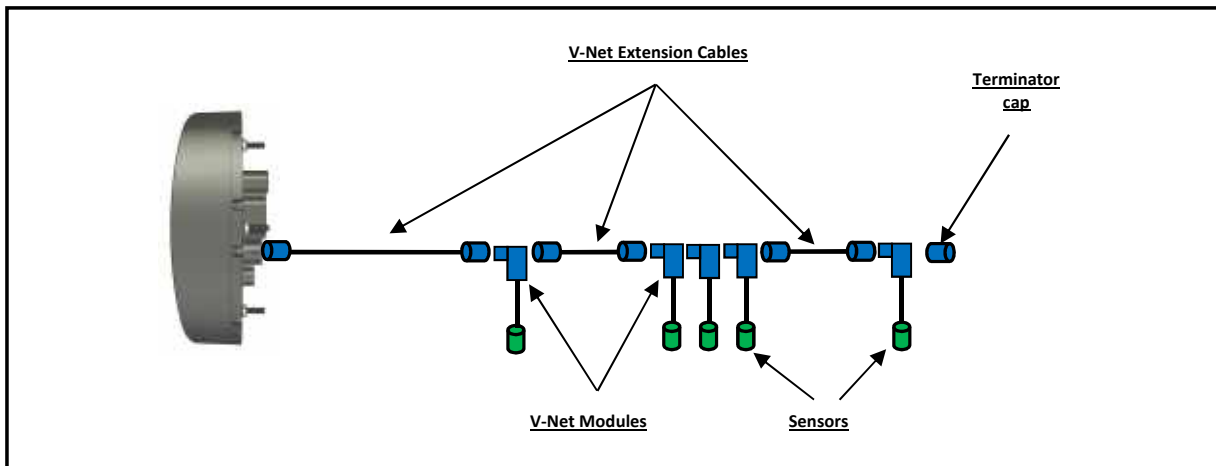 V-Net Extension Cables
Terminator
cap
V-Net Modules
Sensors